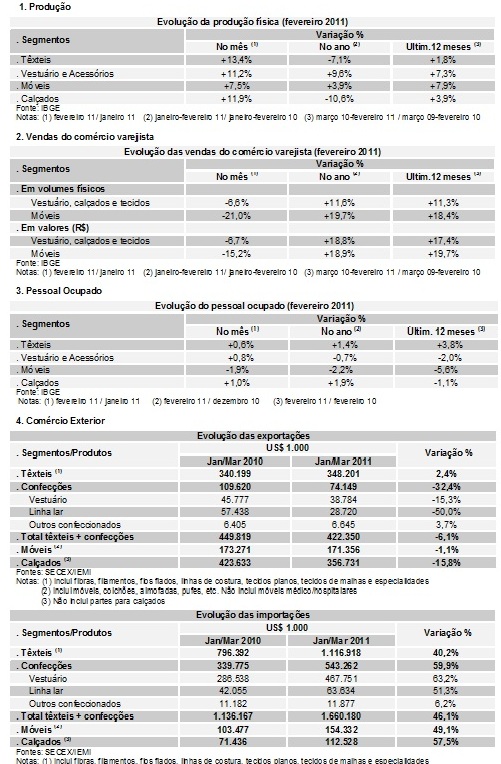 1. Produção
Evolução da produção física (fevereiro 2011)
. Segmentos Variação %
No mês (1) No ano (2) Últim.12 meses (3)
. Têxteis +13,4% -7,1% +1,8%
. Vestuário e Acessórios +11,2% +9,6% +7,3%
. Móveis +7,5% +3,9% +7,9%
. Calçados +11,9% -10,6% +3,9%
Fonte: IBGE
Notas: (1) fevereiro 11/ janeiro 11 (2) janeiro-fevereiro 11/ janeiro-fevereiro 10 (3) março 10-fevereiro 11 / março 09-fevereiro 10
2. Vendas do comércio varejista
Evolução das vendas do comércio varejista (fevereiro 2011)
. Segmentos Variação %
No mês (1) No ano (2) Últim.12 meses (3)
. Em volumes físicos
Vestuário, calçados e tecidos -6,6% +11,6% +11,3%
Móveis -21,0% +19,7% +18,4%
. Em valores (R$)
Vestuário, calçados e tecidos -6,7% +18,8% +17,4%
Móveis -15,2% +18,9% +19,7%
Fonte: IBGE
Notas: (1) fevereiro 11 / janeiro 11 (2) janeiro-fevereiro 11/ janeiro-fevereiro 10 (3) março 10-fevereiro 11 / março 09-fevereiro 10
3. Pessoal Ocupado
Evolução do pessoal ocupado (fevereiro 2011)
. Segmentos Variação %
No mês (1) No ano (2) Últim. 12 meses (3)
. Têxteis +0,6% +1,4% +3,8%
. Vestuário e Acessórios +0,8% -0,7% -2,0%
. Móveis -1,9% -2,2% -5,6%
. Calçados +1,0% +1,9% -1,1%
Fonte: IBGE
Notas: (1) fevereiro 11 / janeiro 11 (2) fevereiro 11 / dezembro 10 (3) fevereiro 11 / fevereiro 10
4. Comércio Exterior
Evolução das exportações
. Segmentos/Produtos US$ 1.000 Variação %
Jan/Mar 2010 Jan/Mar 2011
. Têxteis (1) 340.199 348.201 2,4%
. Confecções 109.620 74.149 -32,4%
Vestuário 45.777 38.784 -15,3%
Linha lar 57.438 28.720 -50,0%
Outros confeccionados 6.405 6.645 3,7%
. Total têxteis + confecções 449.819 422.350 -6,1%
. Móveis (2) 173.271 171.356 -1,1%
. Calçados (3) 423.633 356.731 -15,8%
Fontes: SECEX/IEMI
Notas: (1) Inclui fibras, filamentos, fios fiados, linhas de costura, tecidos planos, tecidos de malhas e especialidades
(2) Inclui móveis, colchões, almofadas, pufes, etc. Não inclui móveis médico/hospitalares
(3) Não inclui partes para calçados
Evolução das importações
. Segmentos/Produtos US$ 1.000 Variação %
Jan/Mar 2010 Jan/Mar 2011
. Têxteis (1) 796.392 1.116.918 40,2%
. Confecções 339.775 543.262 59,9%
Vestuário 286.538 467.751 63,2%
Linha lar 42.055 63.634 51,3%
Outros confeccionados 11.182 11.877 6,2%
. Total têxteis + confecções 1.136.167 1.660.180 46,1%
. Móveis (2) 103.477 154.332 49,1%
. Calçados (3) 71.436 112.528 57,5%
Fontes: SECEX/IEMI
Notas: (1) Inclui fibras, filamentos, fios fiados, linhas de costura, tecidos planos, tecidos de malhas e especialidades